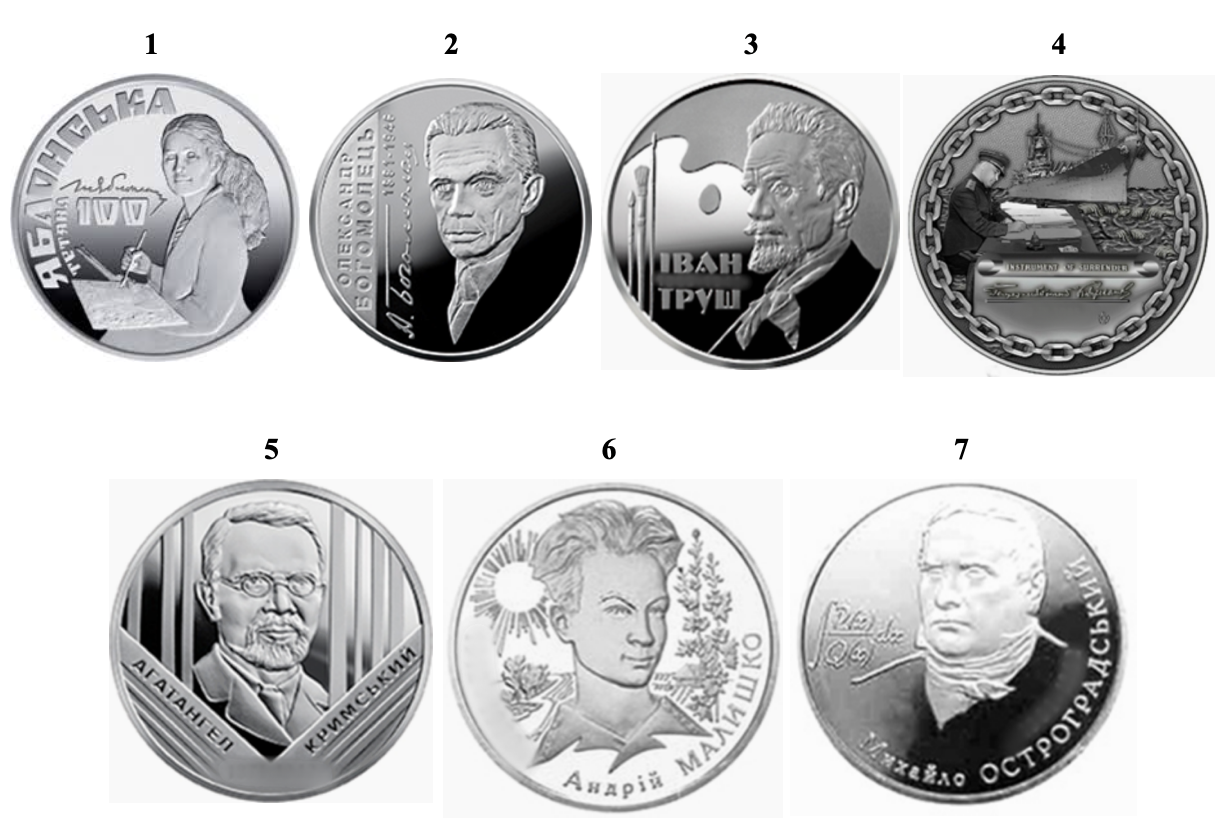 1
2
3
4
ЯБЛОНСЬКА
ТЕТЯНА
100
ОЛЕКСАНДР
БОГОМОЛЕЦЬ
1881-1946
ІВАН
ТРУШ
INSTRUMENT OF SURRENDER
5
6
7
АГАТАНГЕЛ
КРИМСЬКИЙ
Андрій МАЛИШКО
Михайло ОСТРОГРАДСЬКИЙ